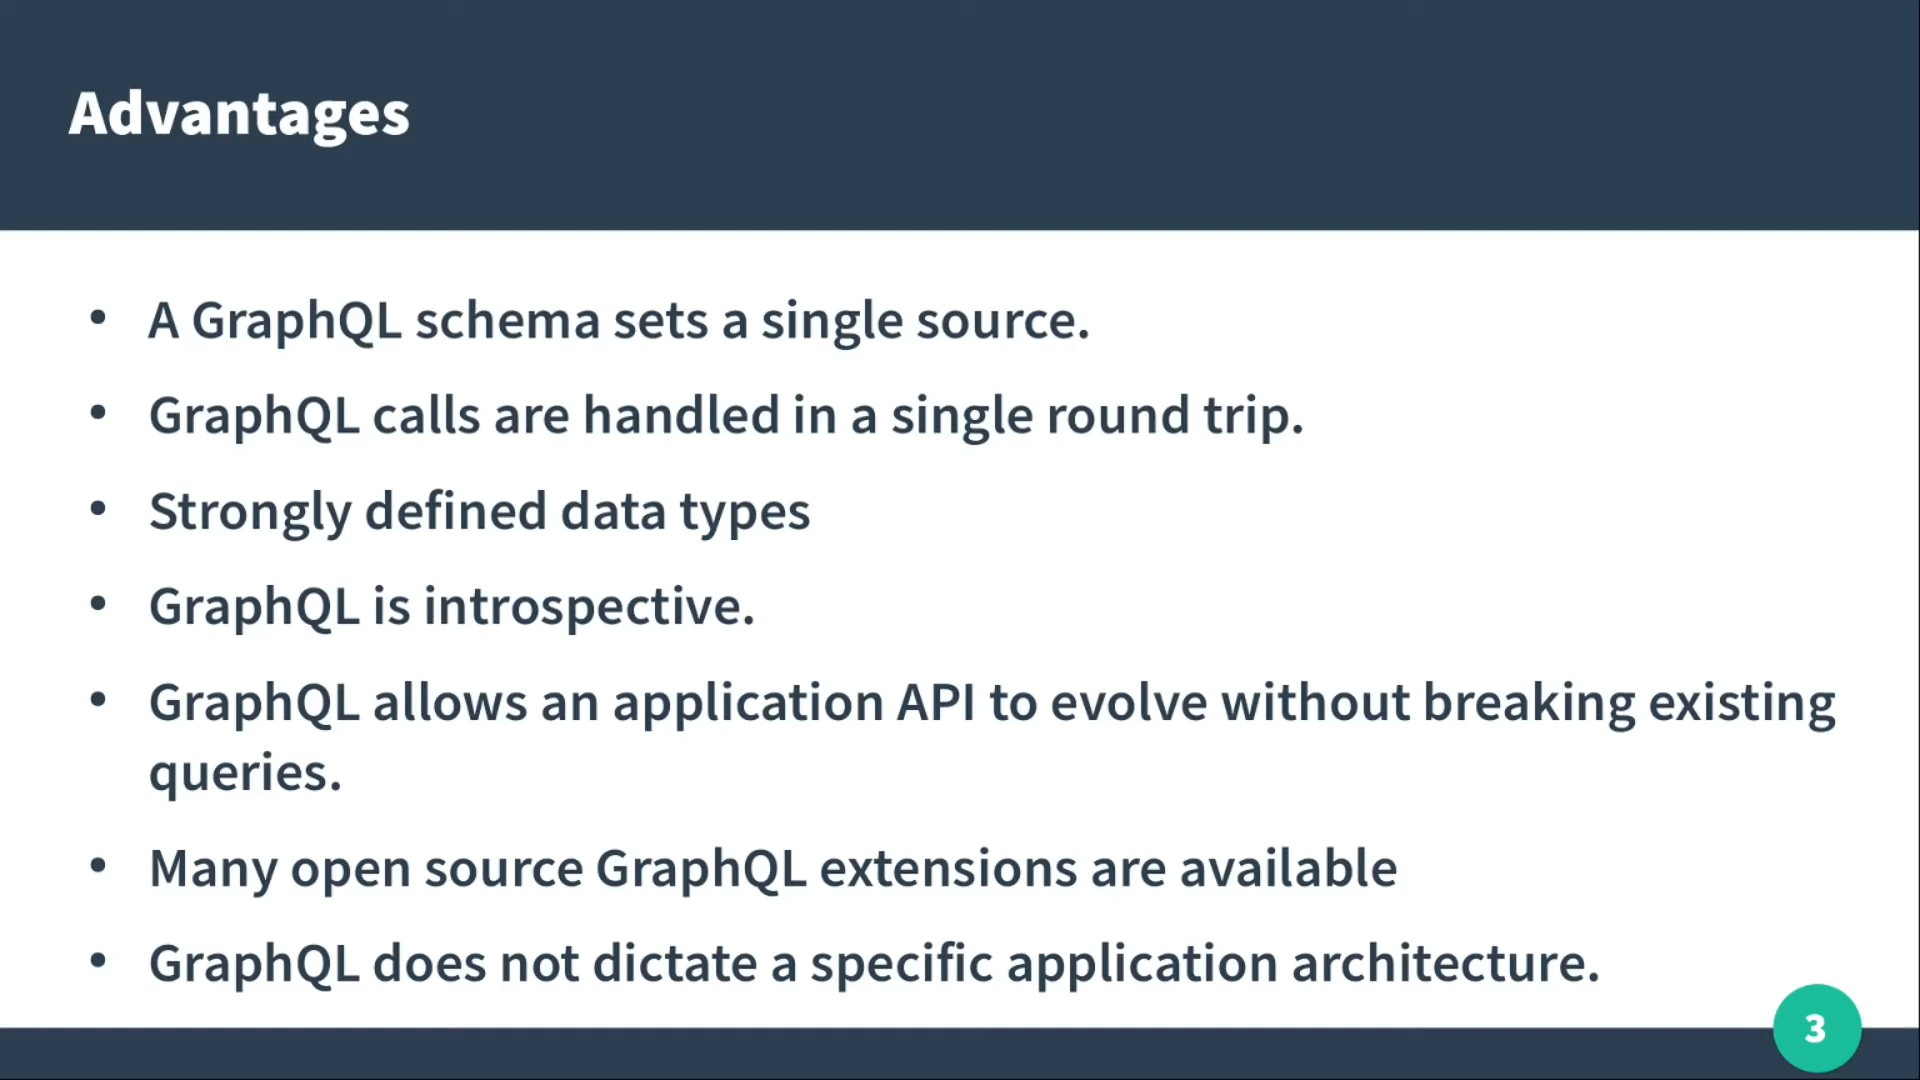 Advantages
• A GraphQL schema sets a single source.
• GraphQL calls are handled in a single round trip.
• Strongly defined data types
• GraphQL is introspective.
• GraphQL allows an application API to evolve without breaking existing
queries.
• Many open source GraphQL extensions are available
• GraphQL does not dictate a specific application architecture.
3